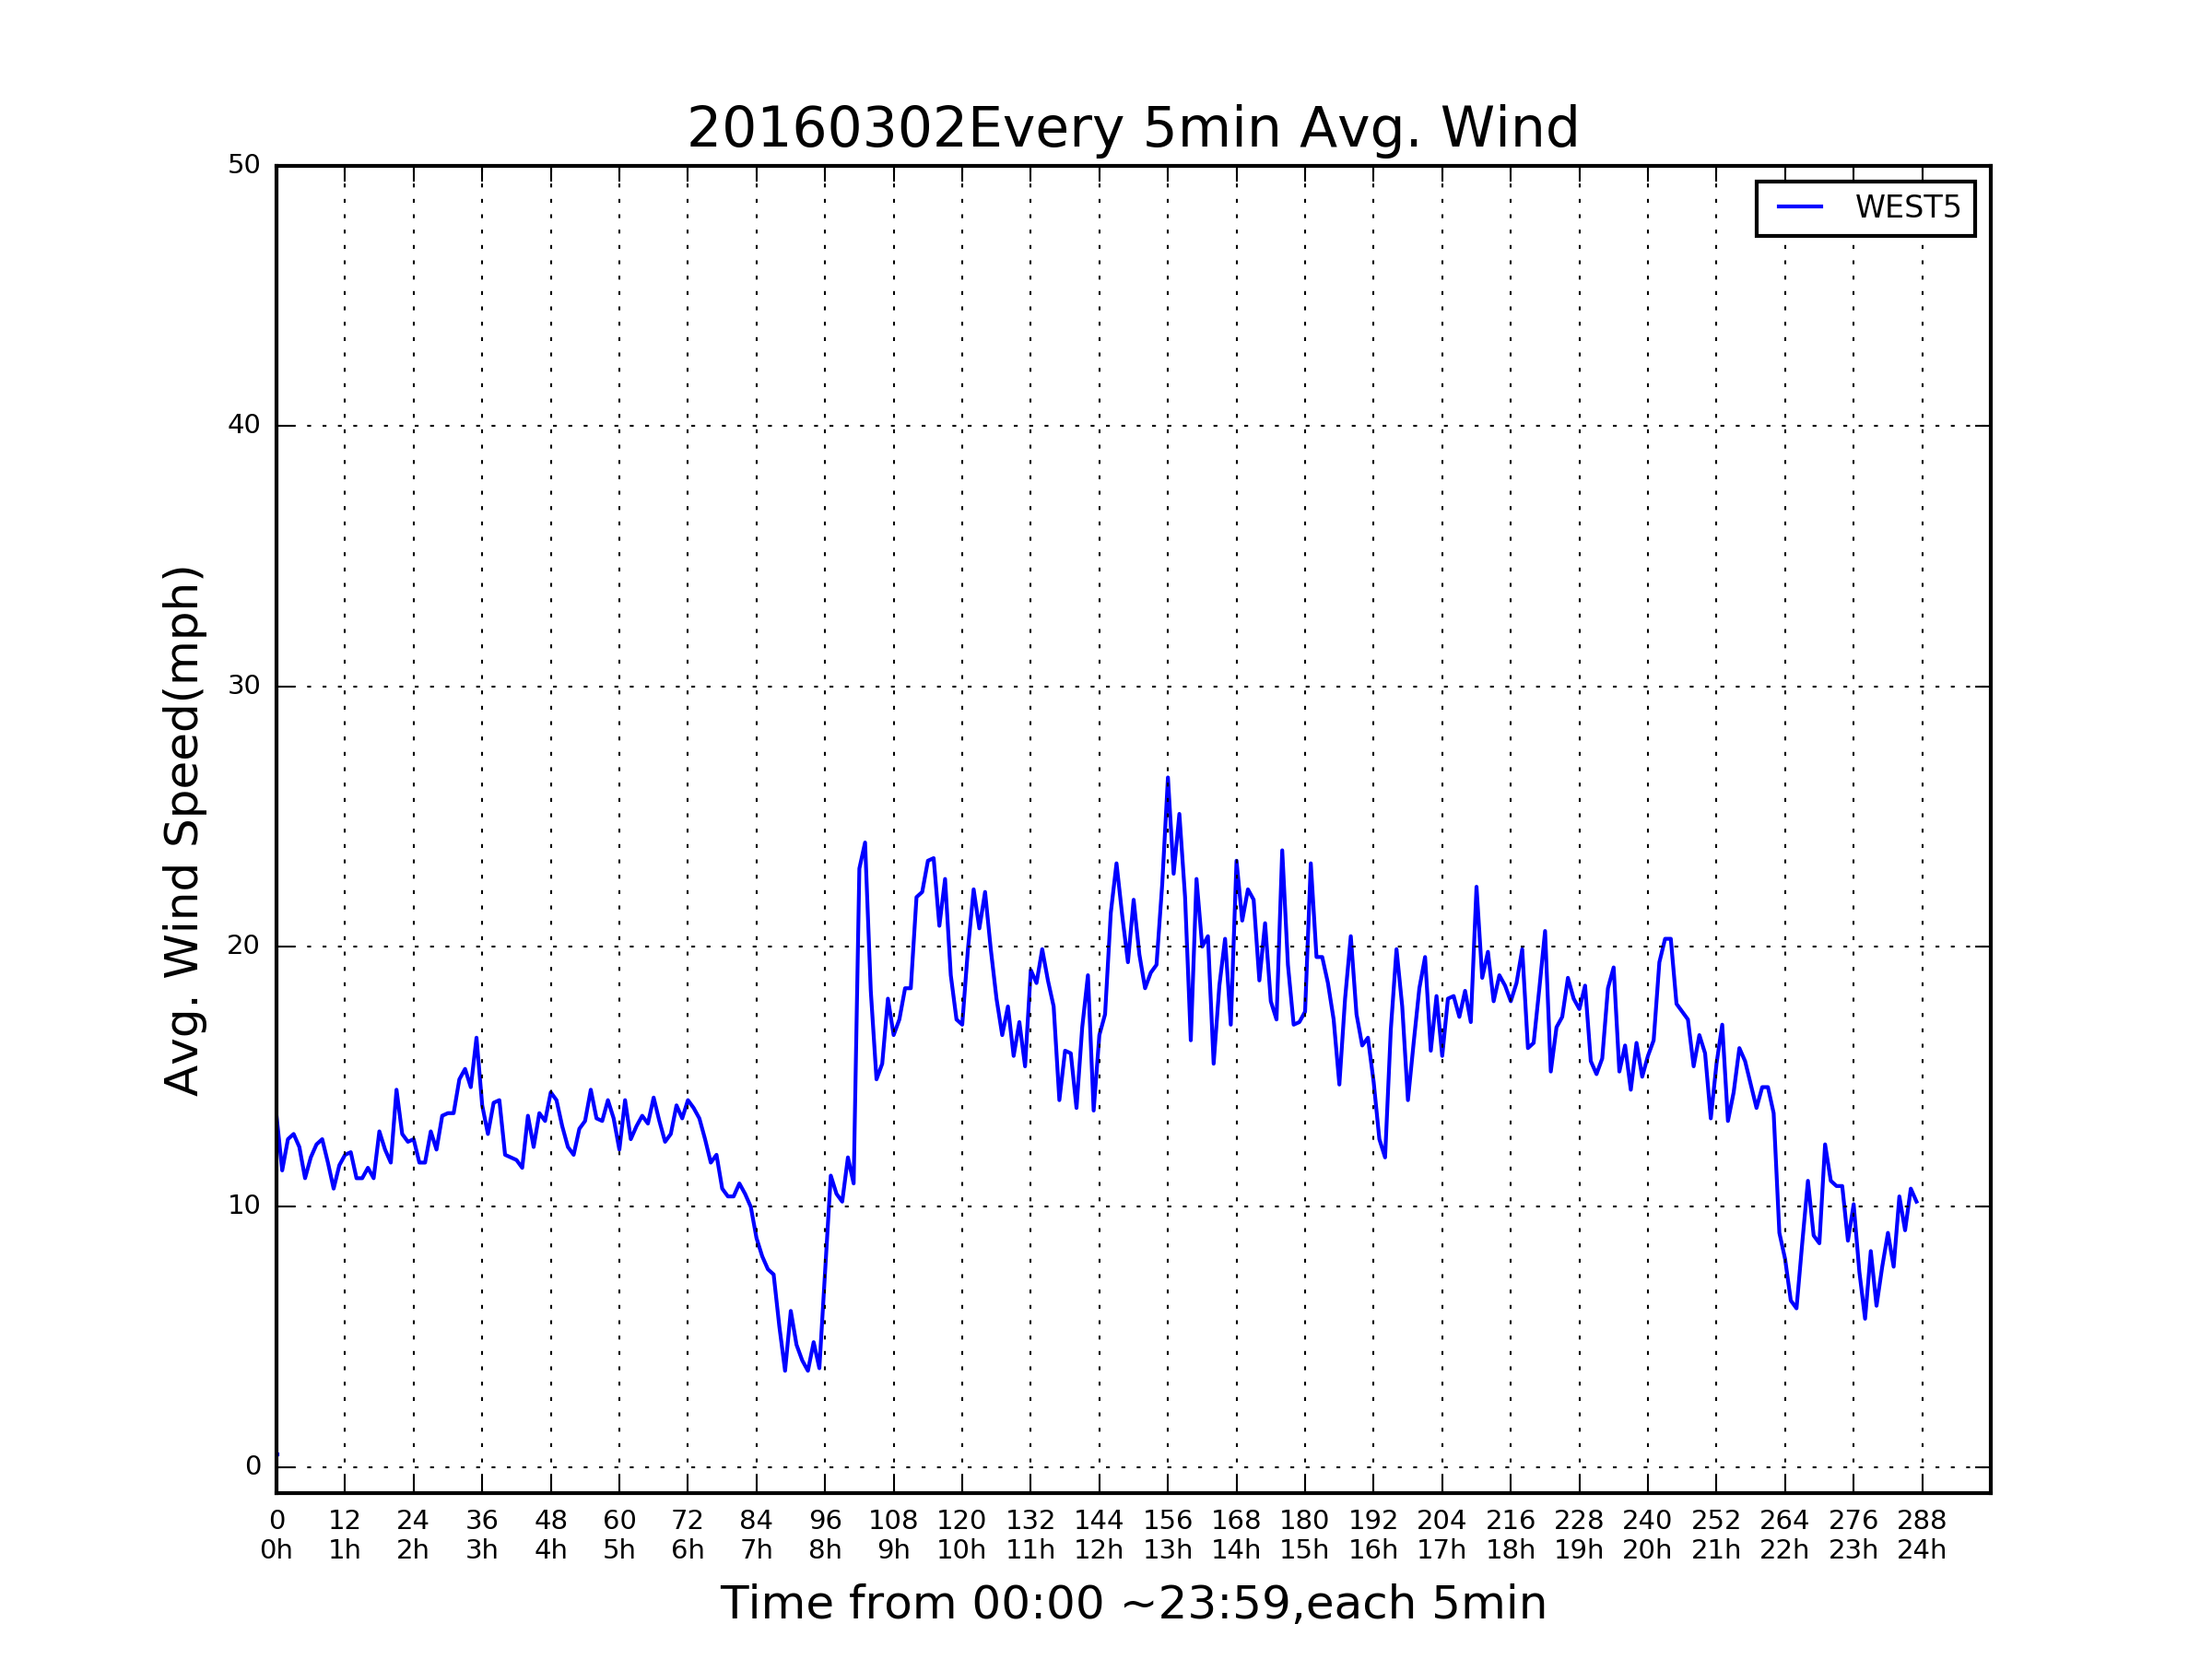 20160302Every 5min Avg. Wind
WEST5
Avg. Wind Speed(mph)
50
40
30
20
10
0
0 12 24 36 48 60 72 84 96 108 120 132 144 156 168 180 192 204 216 228 240 252 264 276 288
0h 1h 2h 3h 4h 5h 6h 7h 8h 9h 10h 11h 12h 13h 14h 15h 16h 17h 18h 19h 20h 21h 22h 23h 24h
Time from 00:00 ~23:59,each 5min